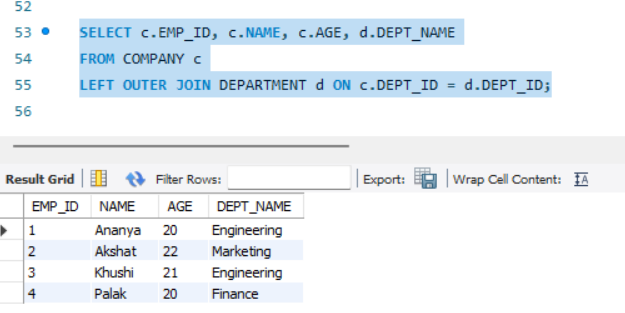 52
53 SELECT c.EMP_ID, c.NAME, c.AGE, d.DEPT_NAME
54 FROM COMPANY c
55 LEFT OUTER JOIN DEPARTMENT d ON c.DEPT_ID = d.DEPT_ID;
56
Result Grid Filter Rows: Export: Wrap Cell Content: IA
EMP_ID NAME AGE DEPT_NAME
1 Ananya 20 Engineering
2 Akshat 22 Marketing
3 Khushi 21 Engineering
4 Palak 20 Finance